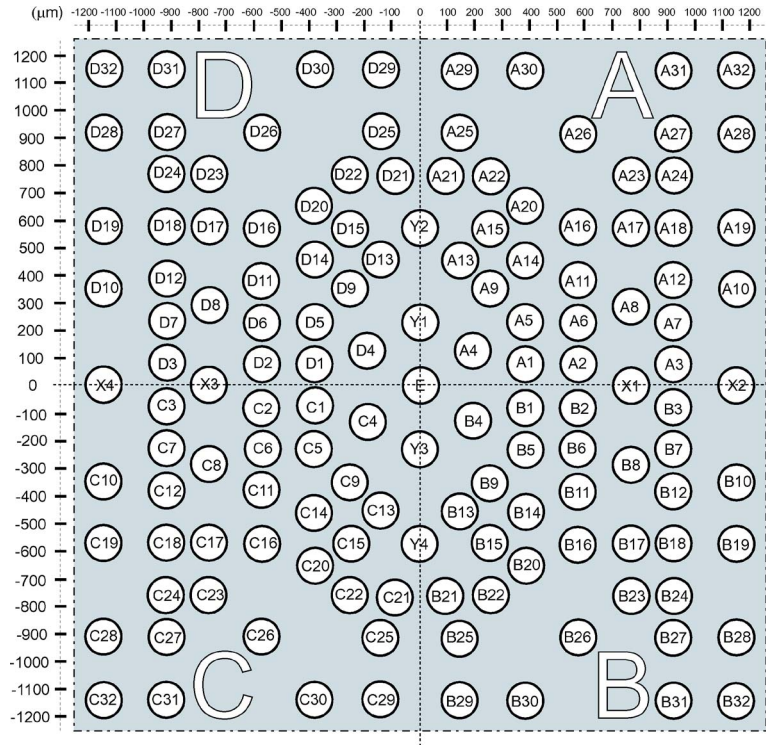 (μm) -1200 -1100 -1000 -900 -800 -700 -600 -500 -400 -300 -200 -100 0 100 200 300 400 500 600 700 800 900 1000 1100 1200
1200 D32 D31 D D30 D29 A29 A30 A A31 A32
1100
1000
900 D28 D27 D26 D25 A25 A26 A27 A28
800 D24 D23 D22 D21 A21 A22 A23 A24
700 D20 A20
600 D19 D18 D17 D16 D15 Y2 A15 A16 A17 A18 A19
500 D14 D13 A13 A14
400 D12 D11 A11 A12
300 D10 D8 D9 A9 A8 A10
200 D7 D6 D5 Y1 A5 A6 A7
100 D3 D2 D1 D4 A4 A1 A2 A3
0 X4 X3 E X1 X2
-100 C3 C2 C1 C4 B4 B1 B2 B3
-200 C7 C6 C5 Y3 B5 B6 B7
-300 C8 B8
-400 C10 C12 C11 C9 B9 B11 B12 B10
-500 C14 C13 B13 B14
-600 C19 C18 C17 C16 C15 Y4 B15 B16 B17 B18 B19
-700 C20 B20
-800 C24 C23 C22 C21 B21 B22 B23 B24
-900 C28 C27 C26 C25 B25 B26 B27 B28
-1000
-1100 C B
-1200 C32 C31 C30 C29 B29 B30 B31 B32